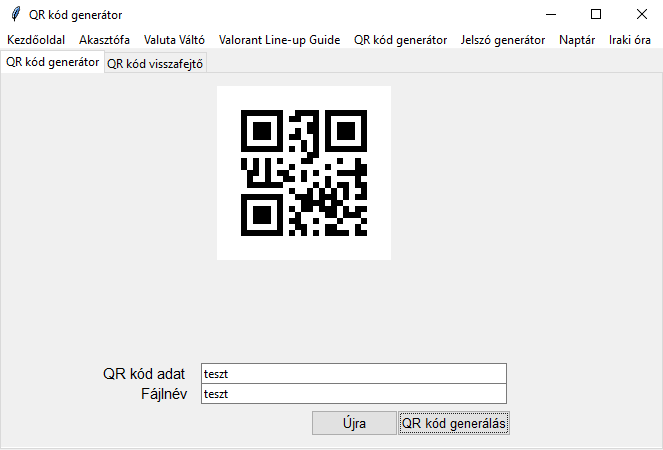 QR kód generátor
Kezdőoldal Akasztófa Valuta Váltó Valorant Line-up Guide QR kód generátor Jelszó generátor Naptár Iraki óra
QR kód generátor QR kód visszafejtő
QR kód adat teszt
Fájlnév teszt
Újra QR kód generálás